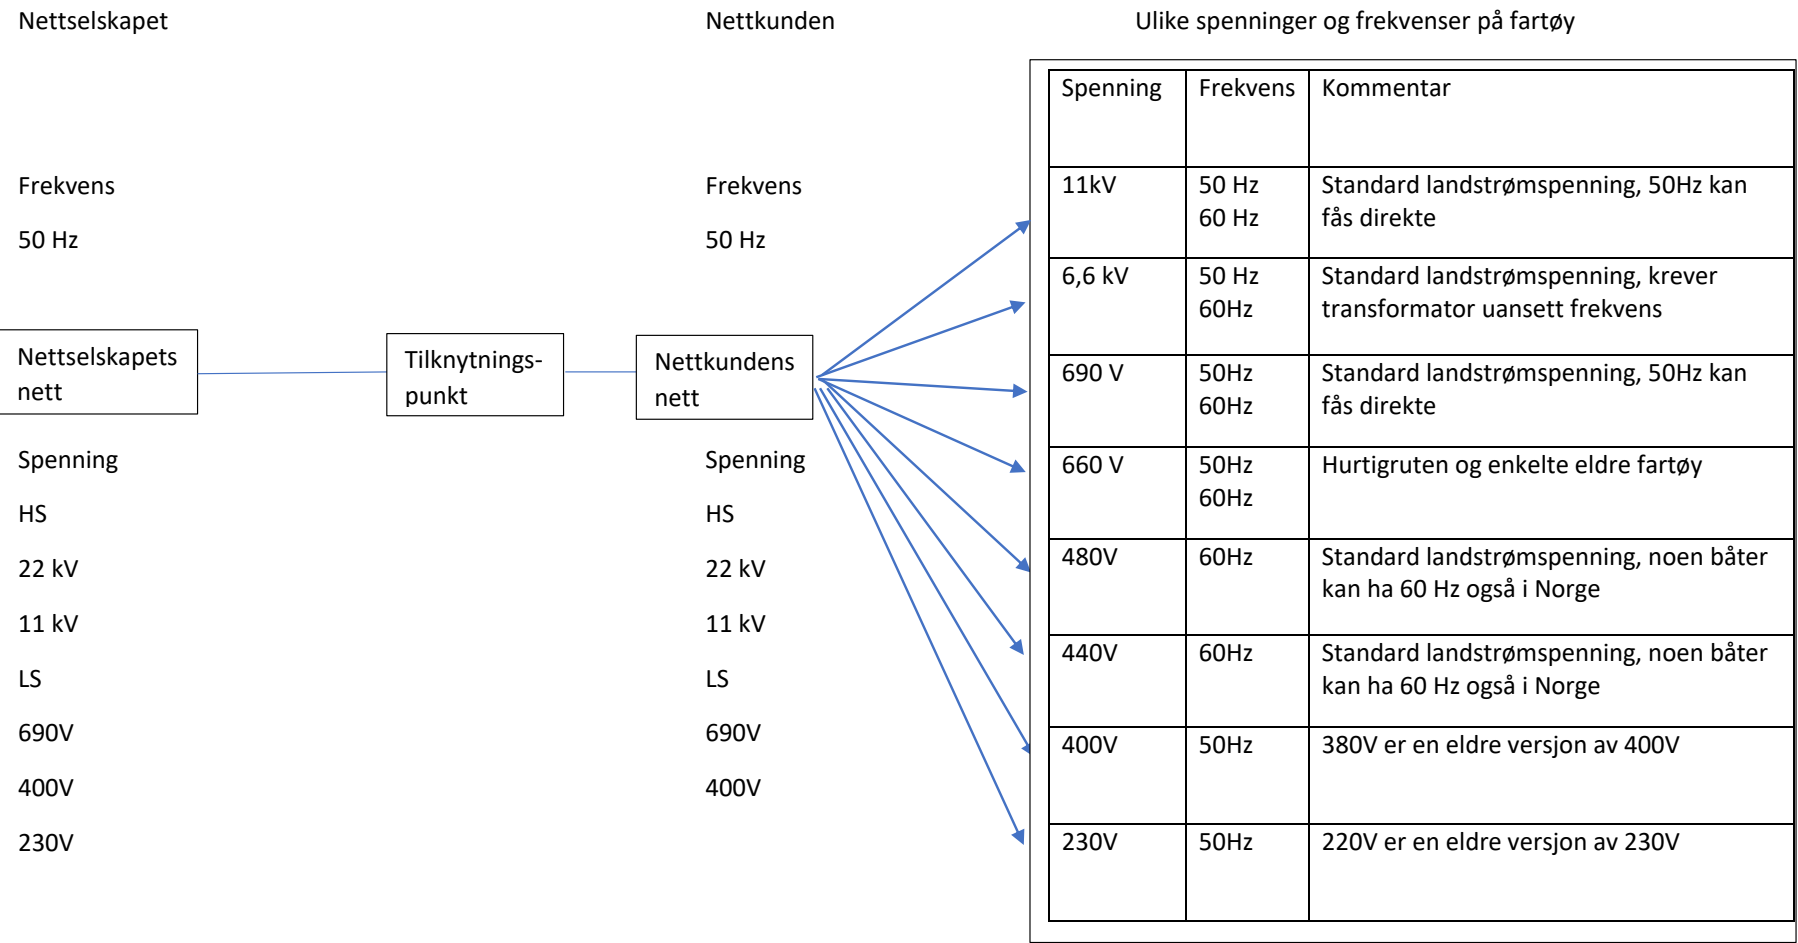 Nettselskapet
Nettkunden
Ulike spenninger og frekvenser på fartøy
Frekvens
50 Hz
Nettselskapets
nett
Spenning
HS
22 kV
11 kV
LS
690V
400V
230V
Tilknytnings-
punkt
Frekvens
50 Hz
Nettkundens
nett
Spenning
HS
22 kV
11 kV
LS
690V
400V
Spenning
Frekvens
Kommentar
11kV
50 Hz
60 Hz
Standard landstrømspenning, 50Hz kan
fås direkte
6,6 kV
50 Hz
60Hz
Standard landstrømspenning, krever
transformator uansett frekvens
690 V
50Hz
60Hz
Standard landstrømspenning, 50Hz kan
fås direkte
660 V
50Hz
60Hz
Hurtigruten og enkelte eldre fartøy
480V
60Hz
Standard landstrømspenning, noen båter
kan ha 60 Hz også i Norge
440V
60Hz
Standard landstrømspenning, noen båter
kan ha 60 Hz også i Norge
400V
50Hz
380V er en eldre versjon av 400V
230V
50Hz
220V er en eldre versjon av 230V